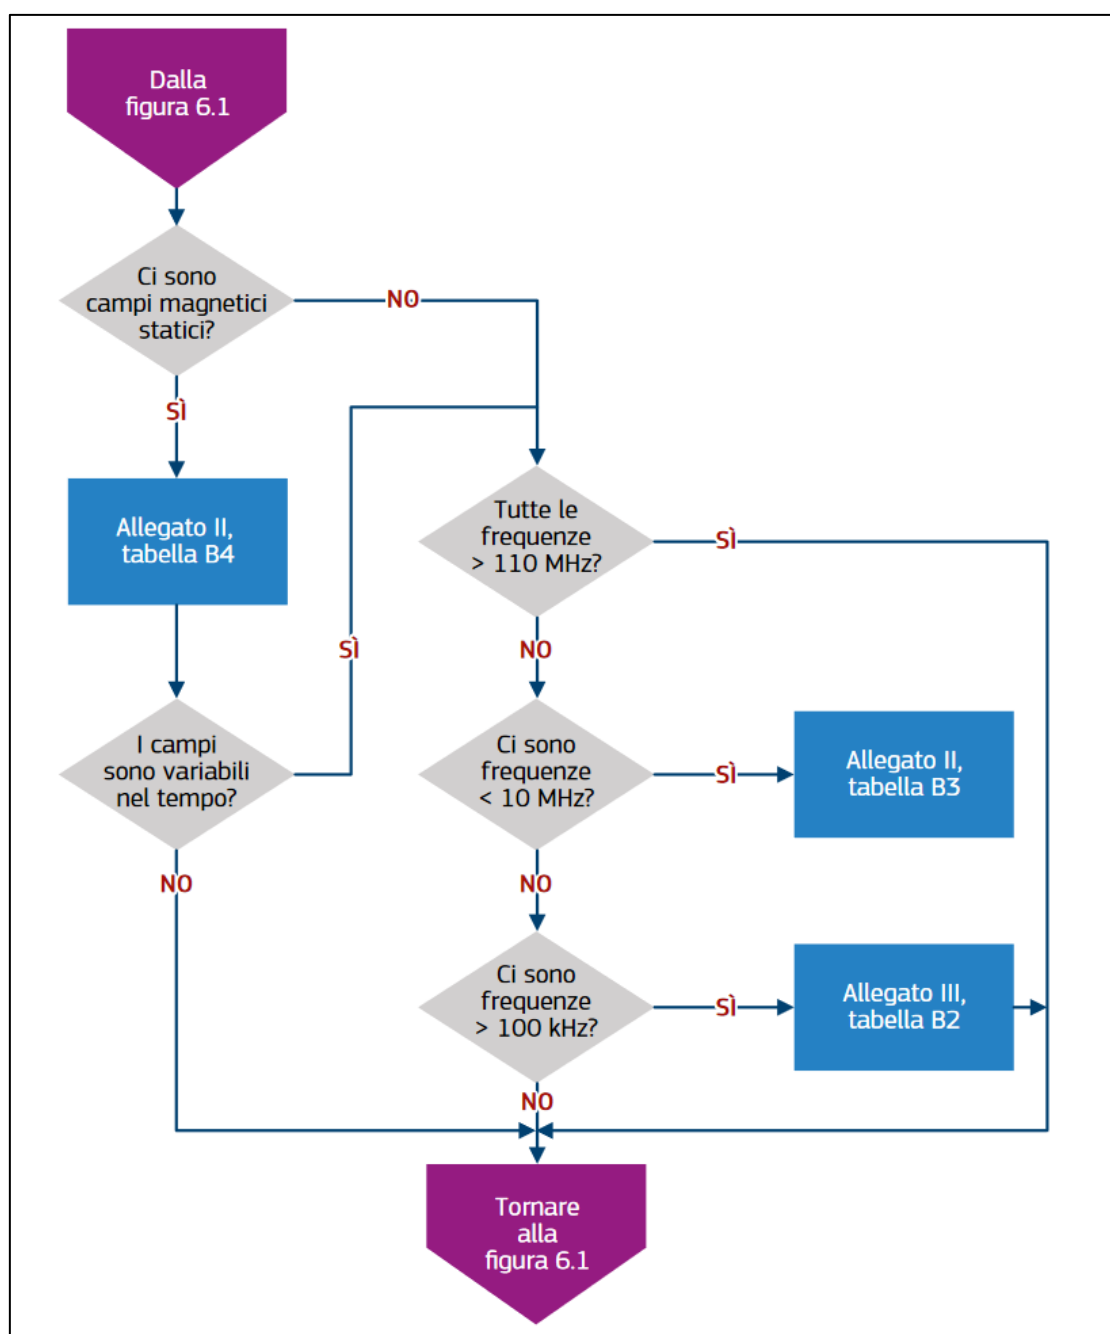 Dalla
figura 6.1
Ci sono
campi magnetici
statici?
NO
SÌ
Allegato II,
tabella B4
I campi
sono variabili
nel tempo?
SÌ
NO
Tutte le
frequenze
> 110 MHz?
SÌ
NO
Ci sono
frequenze
< 10 MHz?
SÌ
Allegato II,
tabella B3
NO
Ci sono
frequenze
> 100 kHz?
SÌ
Allegato III,
tabella B2
NO
Tornare
alla
figura 6.1